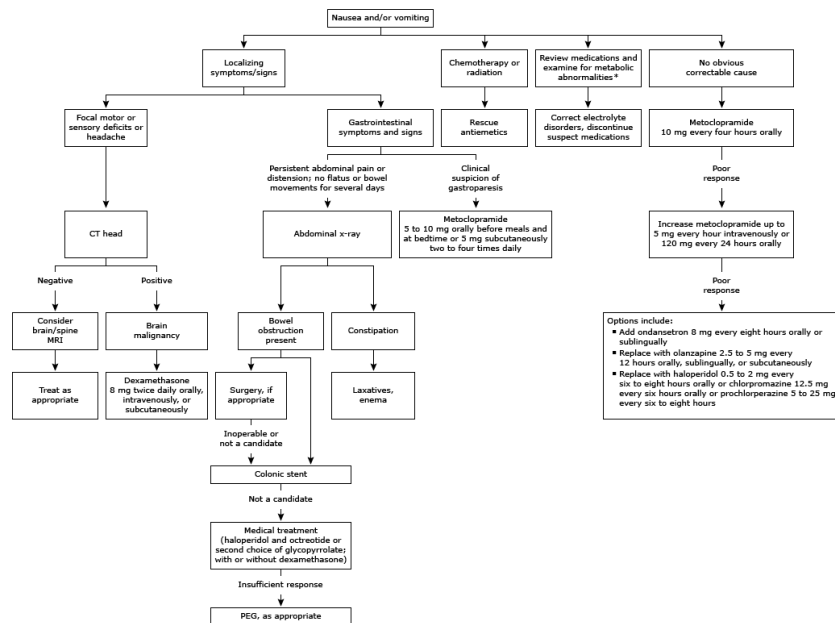 Nausea and/or vomiting
Localizing
symptoms/signs
Chemotherapy or
radiation
Review medications and
examine for metabolic
abnormalities*
No obvious
correctable cause
Focal motor or
sensory deficits or
headache
Gastrointestinal
symptoms and signs
Rescue
antiemetics
Correct electrolyte
disorders, discontinue
suspect medications
Metoclopramide
10 mg every four hours orally
Persistent abdominal pain or
distension; no flatus or bowel
movements for several days
Clinical
suspicion of
gastroparesis
Poor
response
CT head
Abdominal x-ray
Metoclopramide
5 to 10 mg orally before meals and
at bedtime or 5 mg subcutaneously
two to four times daily
Increase metoclopramide up to
5 mg every hour intravenously or
120 mg every 24 hours orally
Negative
Positive
Poor
response
Consider
brain/spine
MRI
Brain
malignancy
Bowel
obstruction
present
Constipation
Options include:
▪ Add ondansetron 8 mg every eight hours orally or
sublingually
▪ Replace with olanzapine 2.5 to 5 mg every
12 hours orally, sublingually, or subcutaneously
▪ Replace with haloperidol 0.5 to 2 mg every
six to eight hours orally or chlorpromazine 12.5 mg
every six hours orally or prochlorperazine 5 to 25 mg
every six to eight hours
Treat as
appropriate
Dexamethasone
8 mg twice daily orally,
intravenously, or
subcutaneously
Surgery, if
appropriate
Laxatives,
enema
Inoperable or
not a candidate
Colonic stent
Not a candidate
Medical treatment
(haloperidol and octreotide or
second choice of glycopyrrolate;
with or without dexamethasone)
Insufficient response
PEG, as appropriate